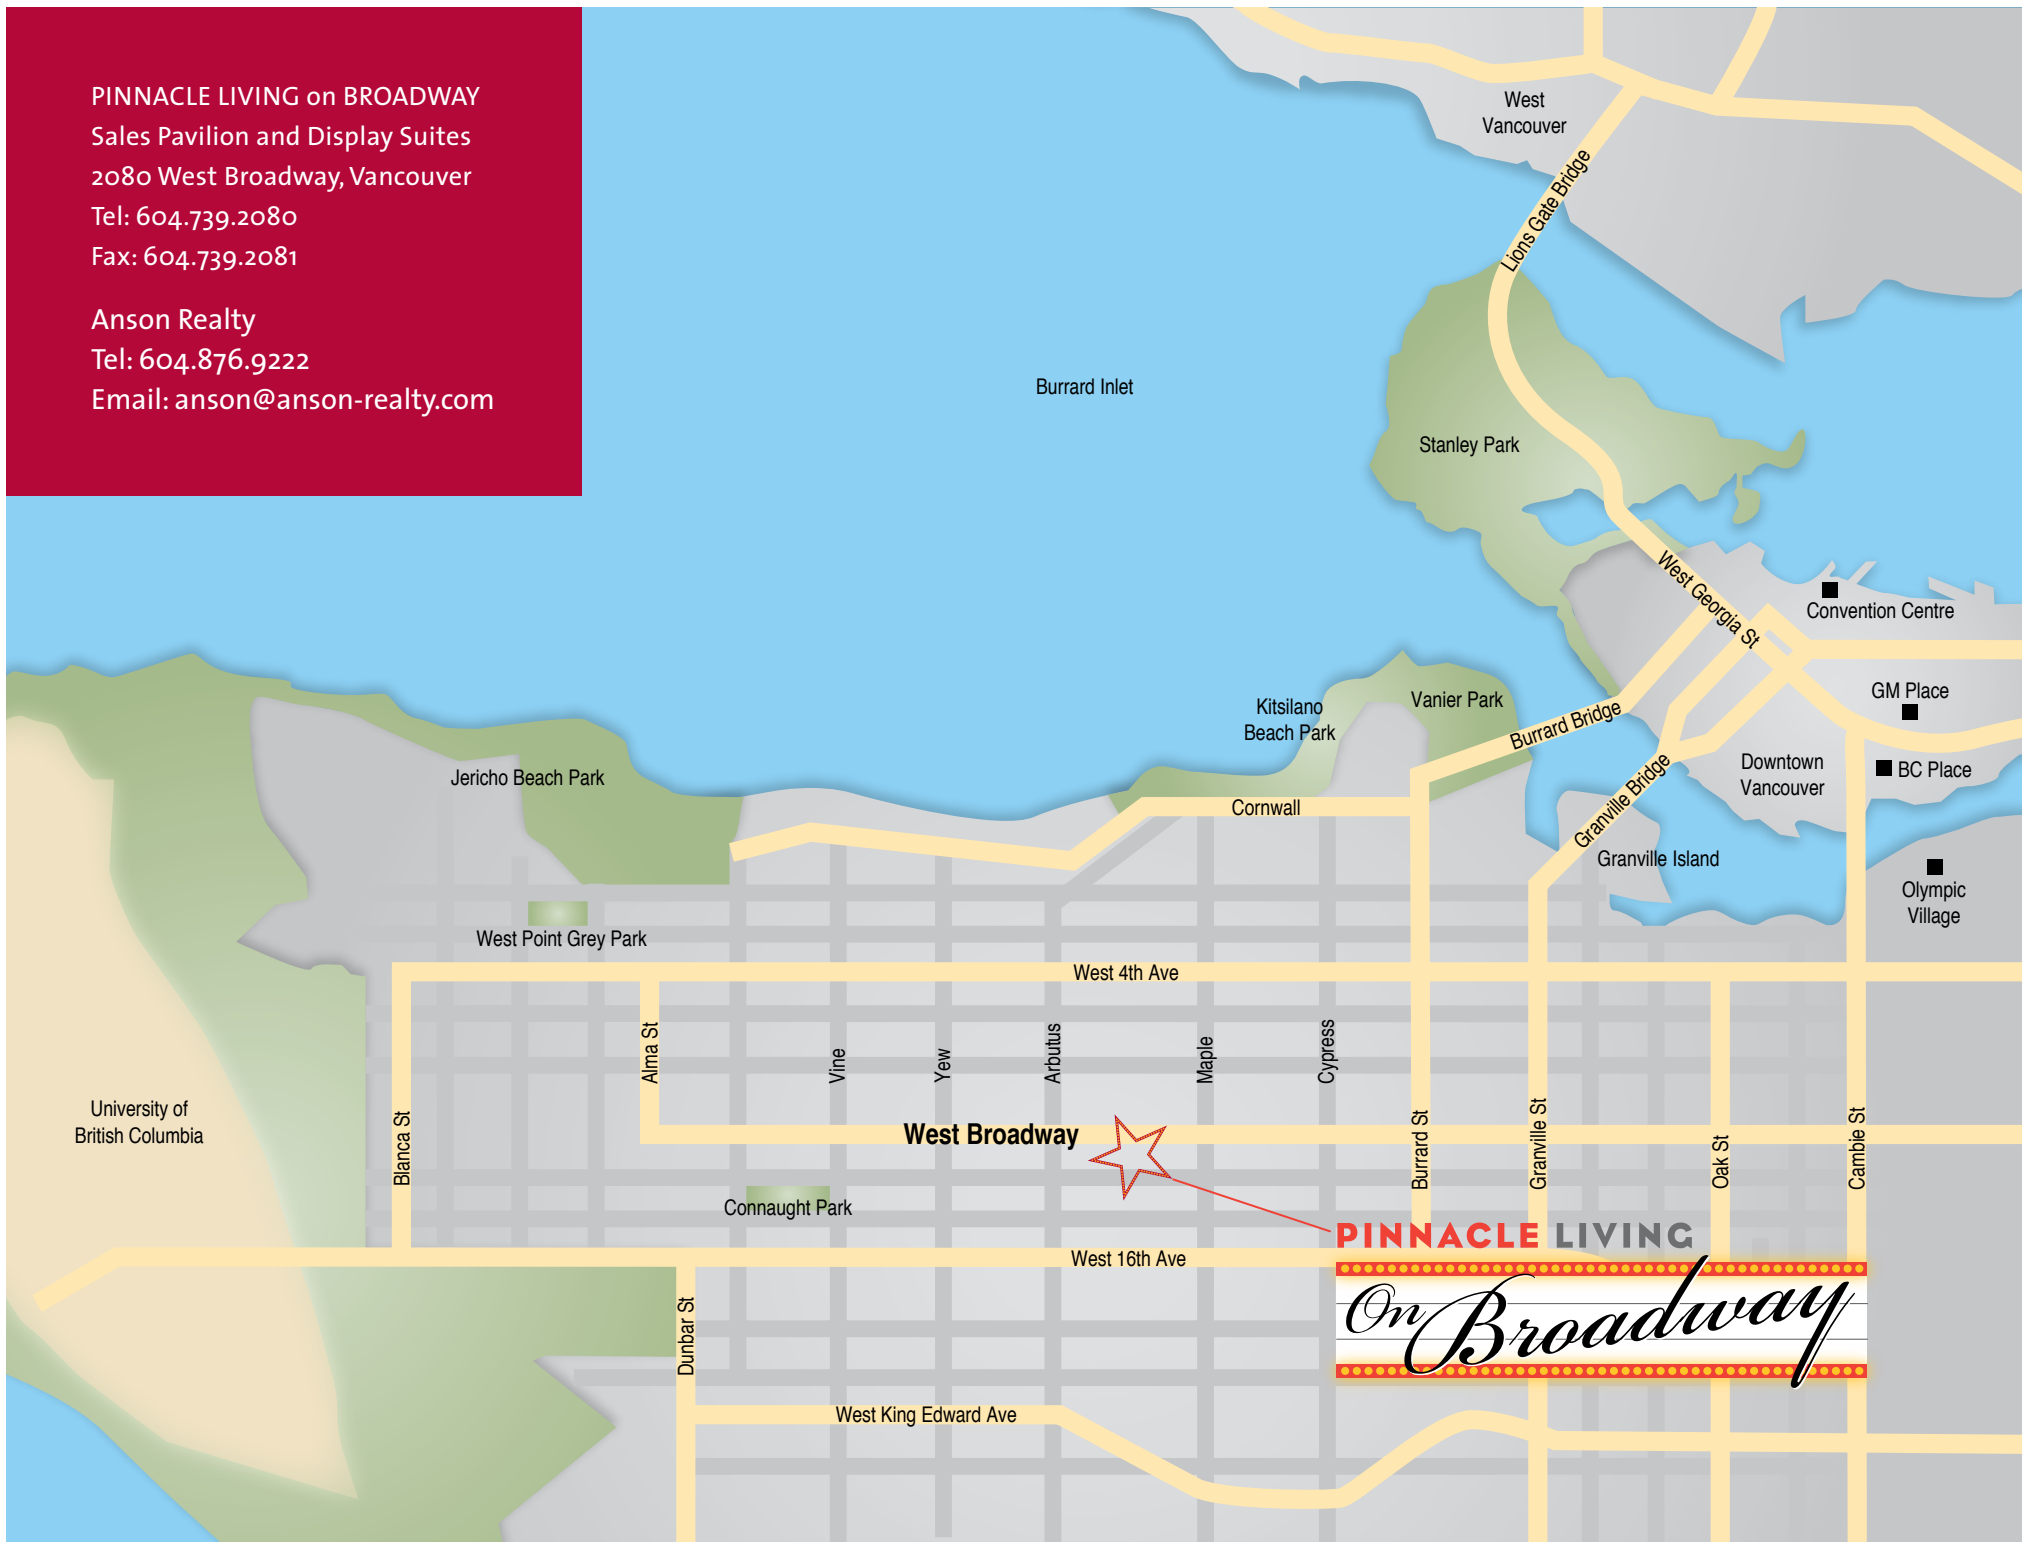 PINNACLE LIVING on BROADWAY
Sales Pavilion and Display Suites
2080 West Broadway, Vancouver
Tel: 604.739.2080
Fax: 604.739.2081
Anson Realty
Tel: 604.876.9222
Email: anson@anson-realty.com
West
Vancouver
Lions Gate Bridge
Burrard Inlet
Stanley Park
West Georgia St
Convention Centre
GM Place
Kitsilano
Beach Park
Vanier Park
Burrard Bridge
Downtown
Vancouver
BC Place
Jericho Beach Park
Cornwall
Granville Bridge
Granville Island
Olympic
Village
West Point Grey Park
West 4th Ave
Alma St
Vine
Yew
Arbutus
Maple
Cypress
University of
British Columbia
Blanca St
West Broadway
Burrard St
Granville St
Oak St
Cambie St
Connaught Park
PINNACLE LIVING
On Broadway
West 16th Ave
Dunbar St
West King Edward Ave